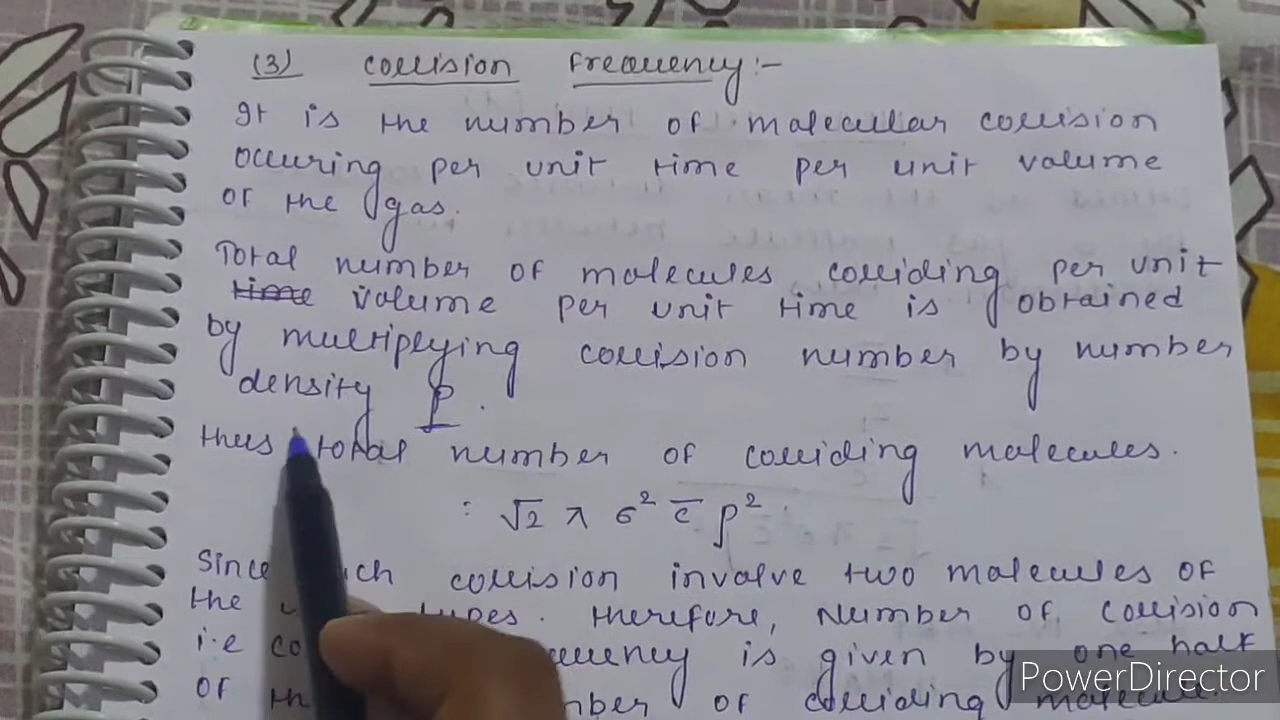 (3) Collision Frequency:-
It is the number of molecular collision
occuring per unit time per unit volume
of the gas.
Total number of molecules colliding per unit
time volume per unit time is obtained
by multiplying collision number by number
density ρ.
thus total number of colliding molecules.
: √2 π σ² c̅ ρ²
Since collision involve two molecules of
the types. Therefore, Number of collision
i.e is given by one half
of of colliding
PowerDirector